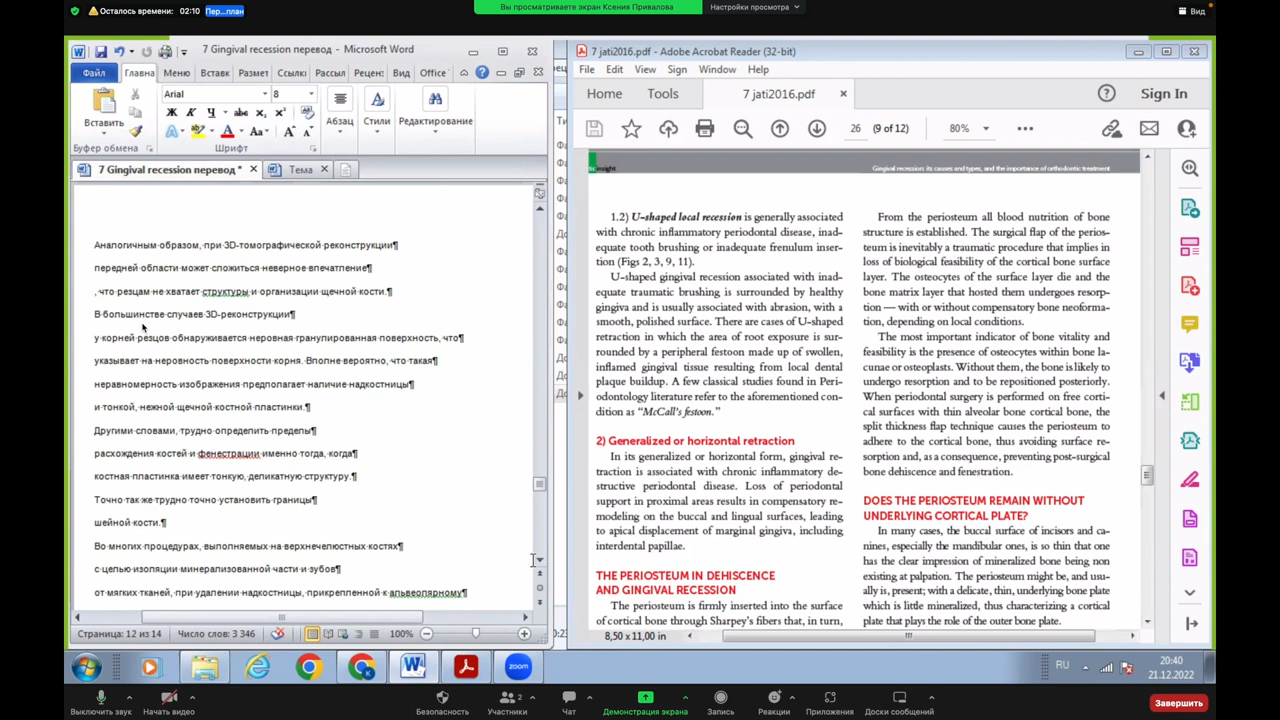 Осталось времени: 02:10 Пер...план
Вы просматриваете экран Ксения Привалова
Настройки просмотра
Вид
7 Gingival recession перевод - Microsoft Word
Файл Главна Меню Вставк Размет Ссылк Рассыл Рецен: Вид Office
Вставить
Arial 8
Абзац Стили Редактирование
Буфер обмена Шрифт
7 Gingival recession перевод *
Тема
Аналогичным образом, при 3D-томографической реконструкции¶
передней области может сложиться неверное впечатление¶
, что резцам не хватает структуры и организации щечной кости.¶
В большинстве случаев 3D-реконструкции¶
у корней резцов обнаруживается неровная гранулированная поверхность, что¶
указывает на неровность поверхности корня. Вполне вероятно, что такая¶
неравномерность изображения предполагает наличие надкостницы¶
и тонкой, нежной щечной костной пластинки.¶
Другими словами, трудно определить пределы¶
расхождения костей и фенестрации именно тогда, когда¶
костная пластинка имеет тонкую, деликатную структуру.¶
Точно так же трудно точно установить границы¶
шейной кости.¶
Во многих процедурах, выполняемых на верхнечелюстных костях¶
с целью изоляции минерализованной части и зубов¶
от мягких тканей, при удалении надкостницы, прикрепленной к альвеолярному¶
Страница: 12 из 14 Число слов: 3 346 100%
7 jati2016.pdf - Adobe Acrobat Reader (32-bit)
File Edit View Sign Window Help
Home Tools 7 jati2016.pdf Sign In
26 (9 of 12) 80%
insight
Gingival recession: its causes and types, and the importance of orthodontic treatment
1.2) U-shaped local recession is generally associated
with chronic inflammatory periodontal disease, inad-
equate tooth brushing or inadequate frenulum inser-
tion (Figs 2, 3, 9, 11).
U-shaped gingival recession associated with inad-
equate traumatic brushing is surrounded by healthy
gingiva and is usually associated with abrasion, with a
smooth, polished surface. There are cases of U-shaped
retraction in which the area of root exposure is sur-
rounded by a peripheral festoon made up of swollen,
inflamed gingival tissue resulting from local dental
plaque buildup. A few classical studies found in Peri-
odontology literature refer to the aforementioned con-
dition as “McCall’s festoon.”
2) Generalized or horizontal retraction
In its generalized or horizontal form, gingival re-
traction is associated with chronic inflammatory de-
structive periodontal disease. Loss of periodontal
support in proximal areas results in compensatory re-
modeling on the buccal and lingual surfaces, leading
to apical displacement of marginal gingiva, including
interdental papillae.
THE PERIOSTEUM IN DEHISCENCE
AND GINGIVAL RECESSION
The periosteum is firmly inserted into the surface
of cortical bone through Sharpey’s fibers that, in turn,
From the periosteum all blood nutrition of bone
structure is established. The surgical flap of the perios-
teum is inevitably a traumatic procedure that implies in
loss of biological feasibility of the cortical bone surface
layer. The osteocytes of the surface layer die and the
bone matrix layer that hosted them undergoes resorp-
tion — with or without compensatory bone neoforma-
tion, depending on local conditions.
The most important indicator of bone vitality and
feasibility is the presence of osteocytes within bone la-
cunae or osteoplasts. Without them, the bone is likely to
undergo resorption and to be repositioned posteriorly.
When periodontal surgery is performed on free corti-
cal surfaces with thin alveolar bone cortical bone, the
split thickness flap technique causes the periosteum to
adhere to the cortical bone, thus avoiding surface re-
sorption and, as a consequence, preventing post-surgical
bone dehiscence and fenestration.
DOES THE PERIOSTEUM REMAIN WITHOUT
UNDERLYING CORTICAL PLATE?
In many cases, the buccal surface of incisors and ca-
nines, especially the mandibular ones, is so thin that one
has the clear impression of mineralized bone being non
existing at palpation. The periosteum might be, and usu-
ally is, present; with a delicate, thin, underlying bone plate
which is little mineralized, thus characterizing a cortical
plate that plays the role of the outer bone plate.
8,50 x 11,00 in
zoom
RU
20:40
21.12.2022
Выключить звук
Начать видео
Безопасность
Участники 2
Чат
Демонстрация экрана
Запись
Реакции
Приложения
Доски сообщений
Завершить